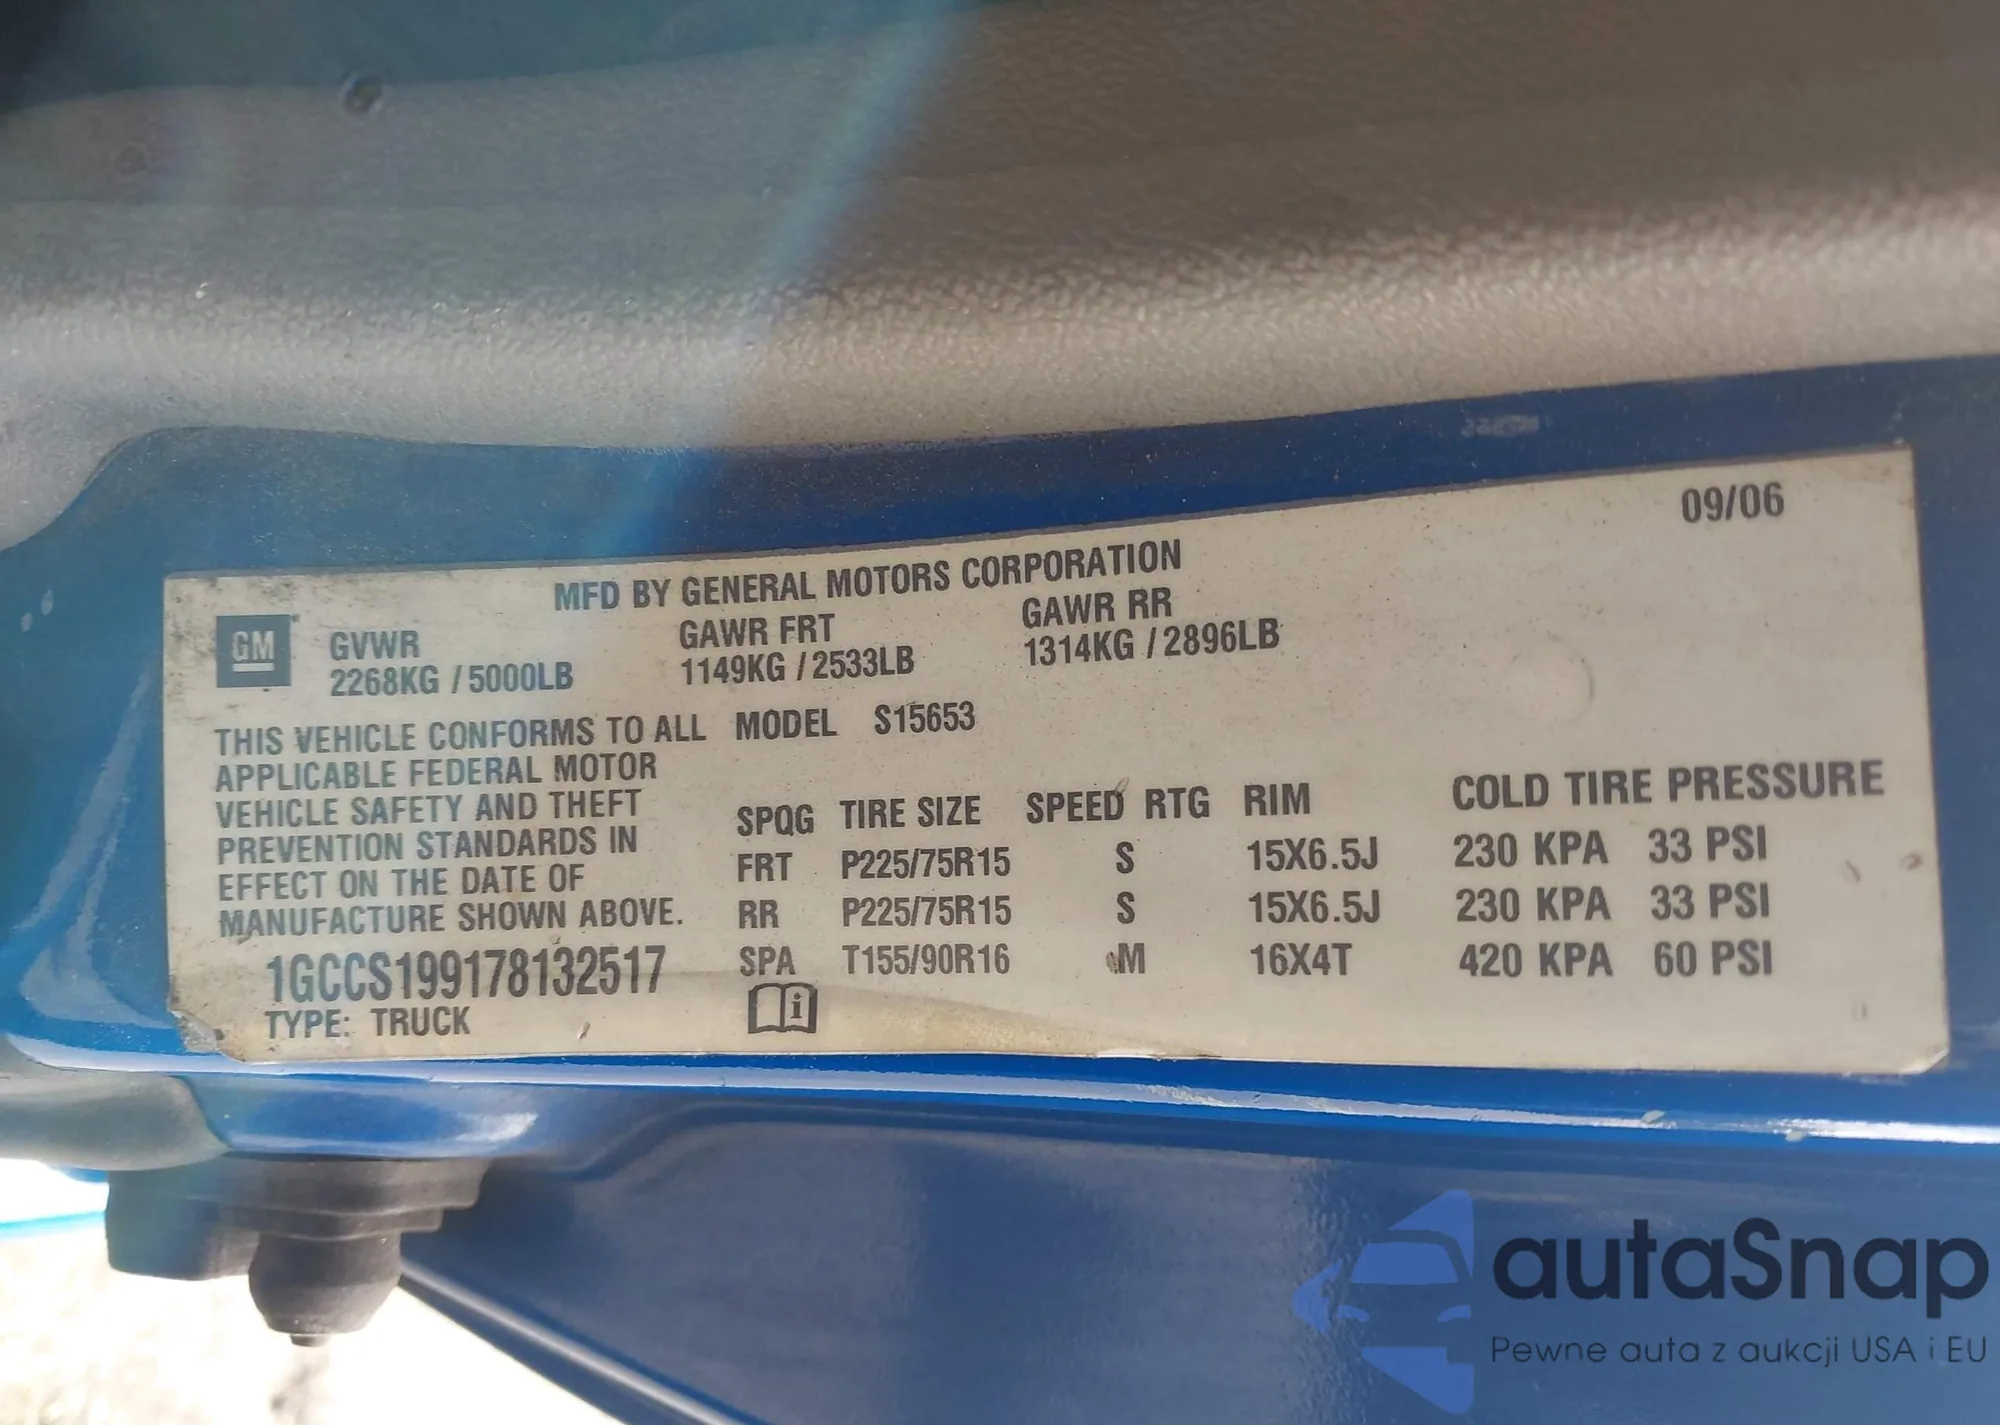 09/06
MFD BY GENERAL MOTORS CORPORATION
GM
GVWR GAWR FRT GAWR RR
2268KG / 5000LB 1149KG / 2533LB 1314KG / 2896LB
THIS VEHICLE CONFORMS TO ALL MODEL S15653
APPLICABLE FEDERAL MOTOR
VEHICLE SAFETY AND THEFT
PREVENTION STANDARDS IN
EFFECT ON THE DATE OF
MANUFACTURE SHOWN ABOVE.
1GCCS199178132517
TYPE: TRUCK
SPQG TIRE SIZE SPEED RTG RIM COLD TIRE PRESSURE
FRT P225/75R15 S 15X6.5J 230 KPA 33 PSI
RR P225/75R15 S 15X6.5J 230 KPA 33 PSI
SPA T155/90R16 M 16X4T 420 KPA 60 PSI
i
autaSnap
Pewne auta z aukcji USA i EU